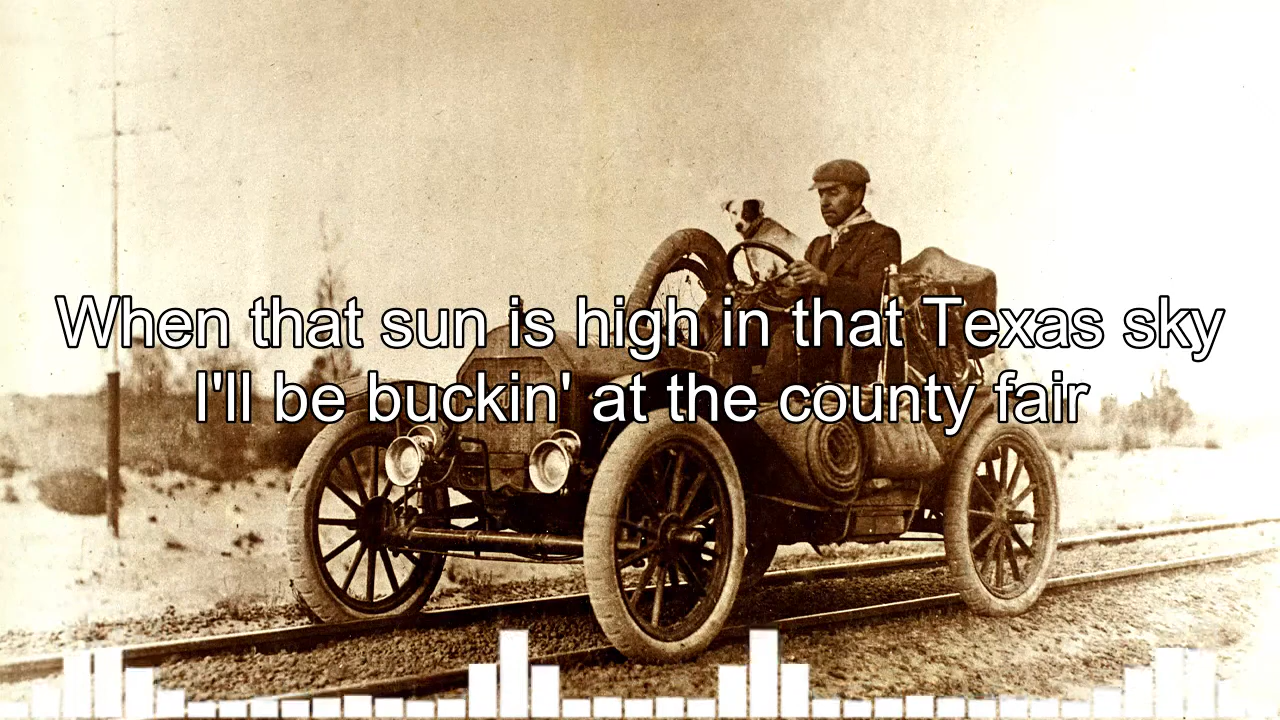 When that sun is high in that Texas sky
I'll be buckin' at the county fair